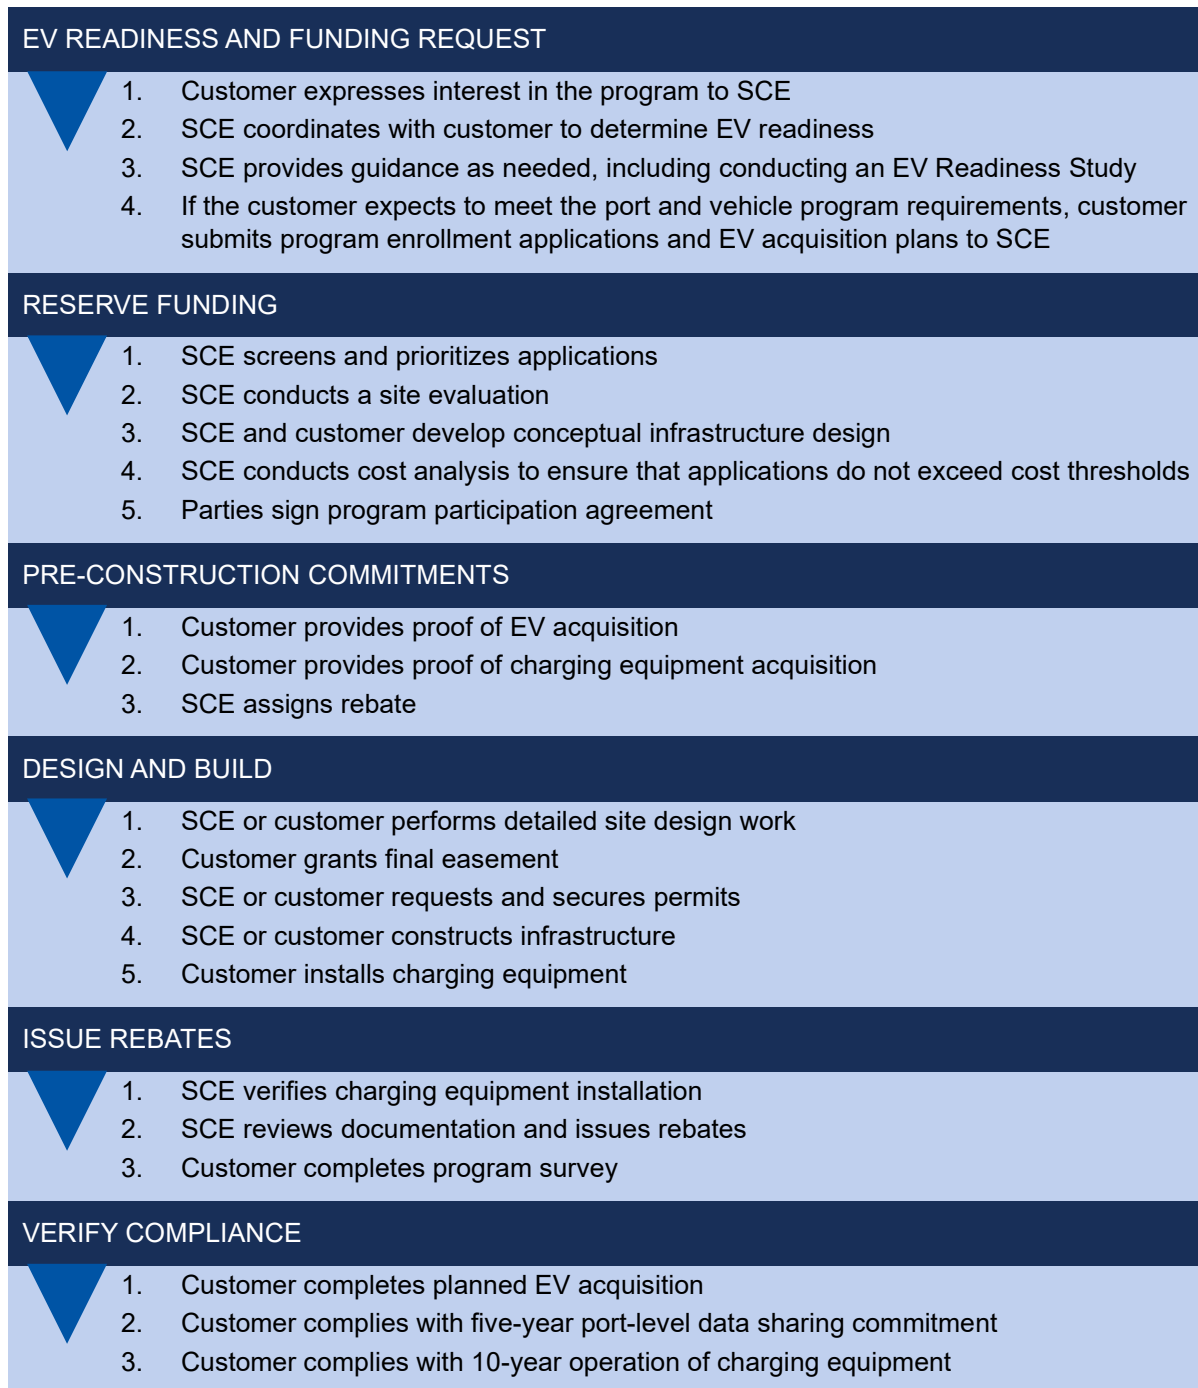 EV READINESS AND FUNDING REQUEST
1. Customer expresses interest in the program to SCE
2. SCE coordinates with customer to determine EV readiness
3. SCE provides guidance as needed, including conducting an EV Readiness Study
4. If the customer expects to meet the port and vehicle program requirements, customer
submits program enrollment applications and EV acquisition plans to SCE
RESERVE FUNDING
1. SCE screens and prioritizes applications
2. SCE conducts a site evaluation
3. SCE and customer develop conceptual infrastructure design
4. SCE conducts cost analysis to ensure that applications do not exceed cost thresholds
5. Parties sign program participation agreement
PRE-CONSTRUCTION COMMITMENTS
1. Customer provides proof of EV acquisition
2. Customer provides proof of charging equipment acquisition
3. SCE assigns rebate
DESIGN AND BUILD
1. SCE or customer performs detailed site design work
2. Customer grants final easement
3. SCE or customer requests and secures permits
4. SCE or customer constructs infrastructure
5. Customer installs charging equipment
ISSUE REBATES
1. SCE verifies charging equipment installation
2. SCE reviews documentation and issues rebates
3. Customer completes program survey
VERIFY COMPLIANCE
1. Customer completes planned EV acquisition
2. Customer complies with five-year port-level data sharing commitment
3. Customer complies with 10-year operation of charging equipment